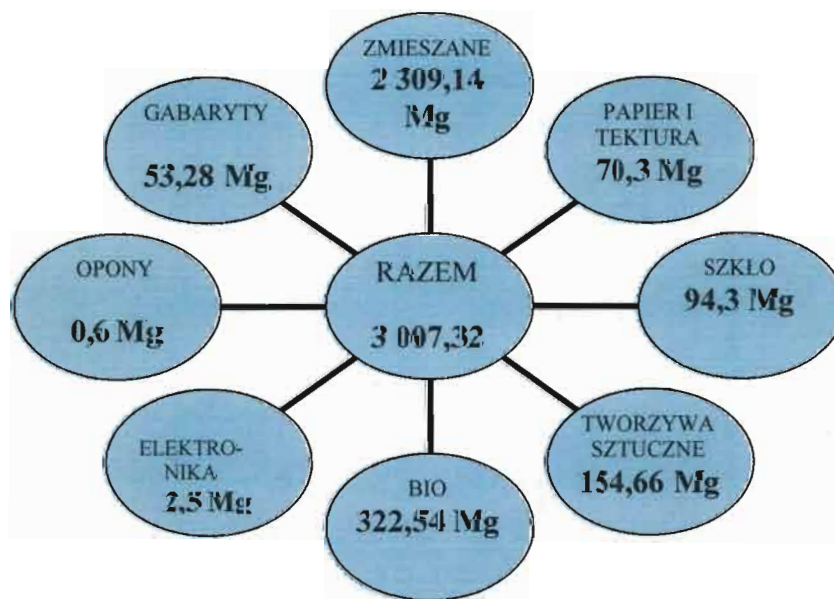 ZMIESZANE
2 309,14
Mg
PAPIER I
TEKTURA
70,3 Mg
SZKŁO
94,3 Mg
TWORZYWA
SZTUCZNE
154,66 Mg
BIO
322,54 Mg
ELEKTRO-
NIKA
2,5 Mg
OPONY
0,6 Mg
GABARYTY
53,28 Mg
RAZEM
3 007,32